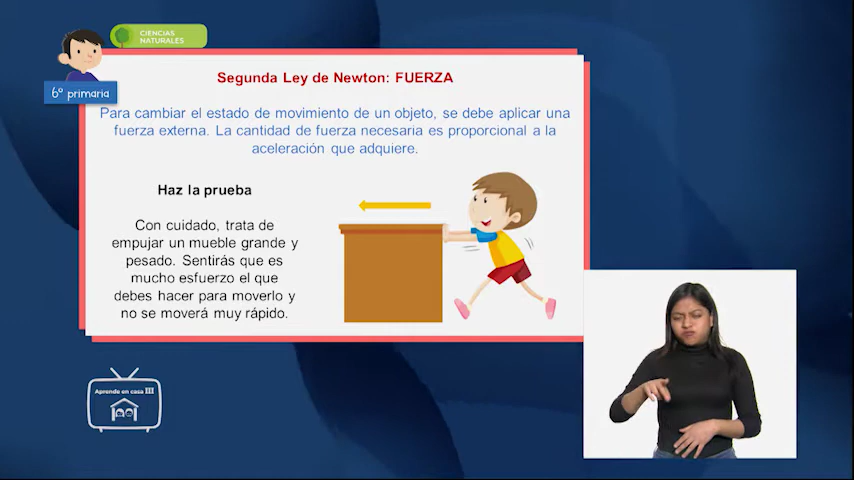 CIENCIAS
NATURALES
6º primaria
Segunda Ley de Newton: FUERZA
Para cambiar el estado de movimiento de un objeto, se debe aplicar una
fuerza externa. La cantidad de fuerza necesaria es proporcional a la
aceleración que adquiere.
Haz la prueba
Con cuidado, trata de
empujar un mueble grande y
pesado. Sentirás que es
mucho esfuerzo el que
debes hacer para moverlo y
no se moverá muy rápido.
Aprende en casa III